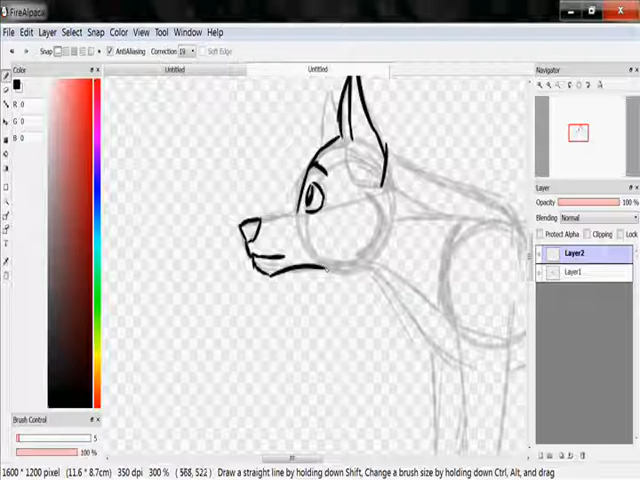 FireAlpaca
File Edit Layer Select Snap Color View Tool Window Help
Snap AntiAliasing Correction 19 Soft Edge
Color Untitled Untitled Navigator
R 0
G 0
B 0
Layer
Opacity 100 %
Blending Normal
Protect Alpha Clipping Lock
Layer2
Layer1
Brush Control
5
100 %
1600 * 1200 pixel (11.6 * 8.7cm) 350 dpi 300 % ( 568, 522 ) Draw a straight line by holding down Shift, Change a brush size by holding down Ctrl, Alt, and drag